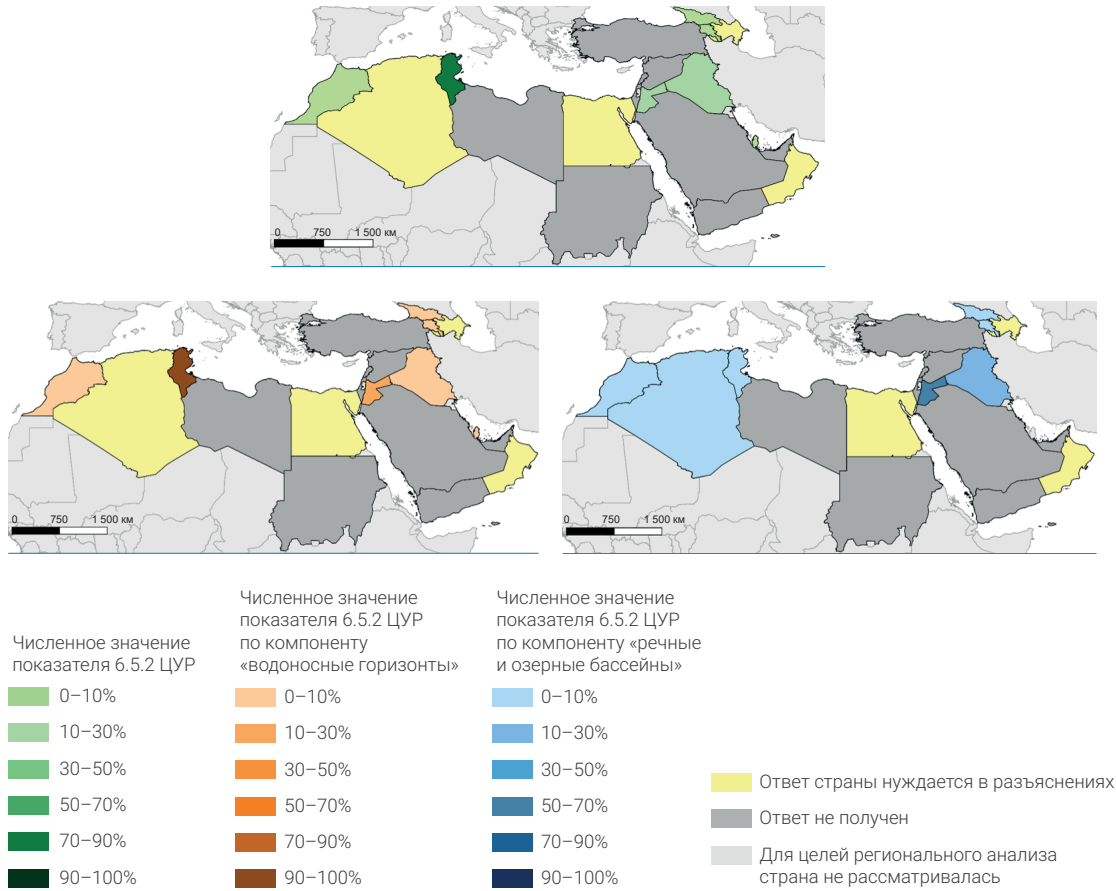 0 750 1 500 км
0 750 1 500 км
0 750 1 500 км
Численное значение
показателя 6.5.2 ЦУР
0–10%
10–30%
30–50%
50–70%
70–90%
90–100%
Численное значение
показателя 6.5.2 ЦУР
по компоненту
«водоносные горизонты»
0–10%
10–30%
30–50%
50–70%
70–90%
90–100%
Численное значение
показателя 6.5.2 ЦУР
по компоненту «речные
и озерные бассейны»
0–10%
10–30%
30–50%
50–70%
70–90%
90–100%
Ответ страны нуждается в разъяснениях
Ответ не получен
Для целей регионального анализа
страна не рассматривалась